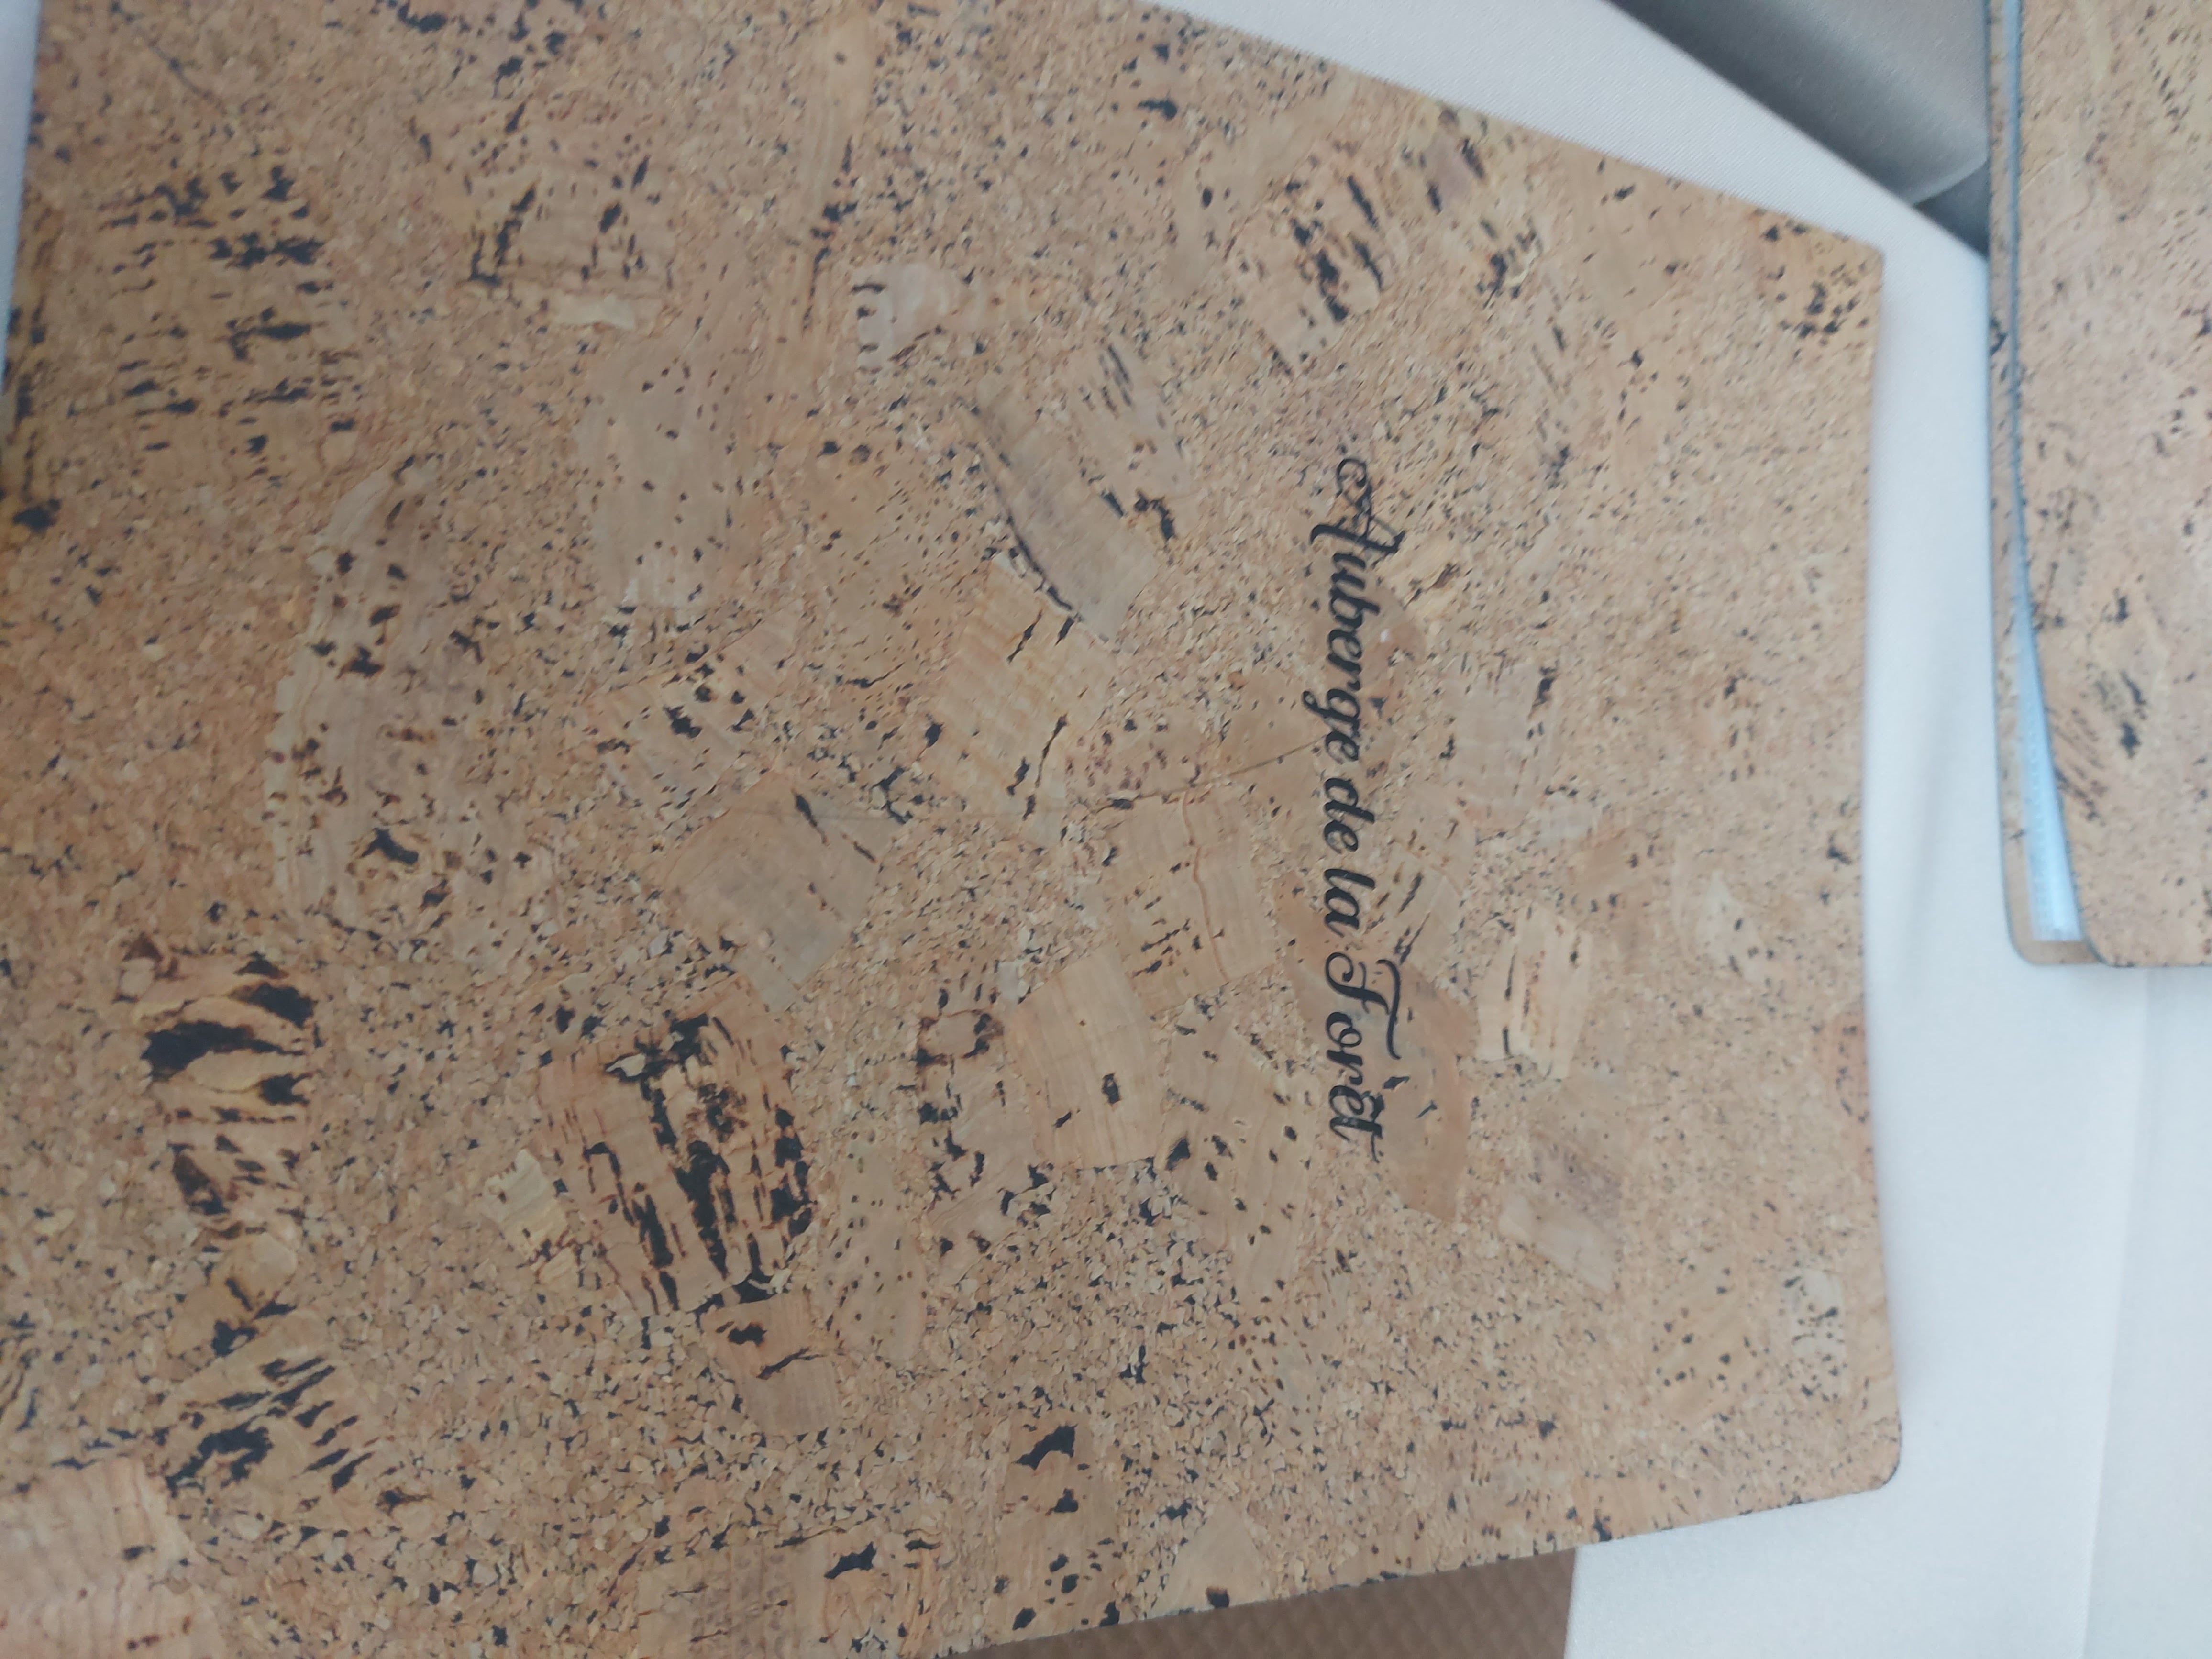 Auberge de la Forêt